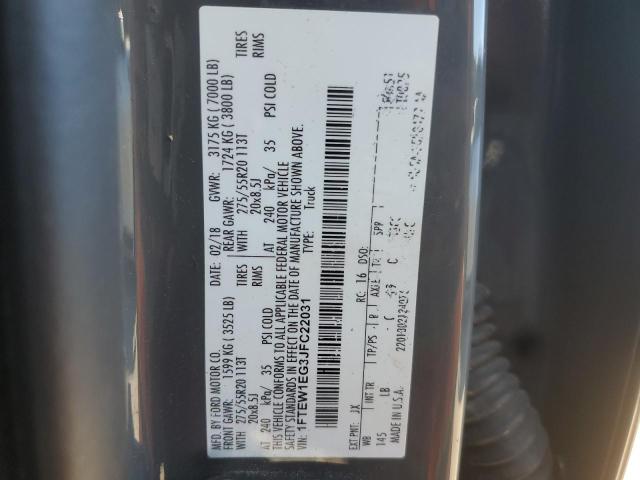 MFG. BY FORD MOTOR CO.
DATE: 02/18 GVWR: 3175 KG ( 7000 LB)
FRONT GAWR: 1599 KG ( 3525 LB) REAR GAWR: 1724 KG ( 3800 LB)
WITH 275/55R20 113T TIRES WITH 275/55R20 113T TIRES
20x8.5J RIMS 20x8.5J RIMS
AT 240 kPa/ 35 PSI COLD AT 240 kPa/ 35 PSI COLD
THIS VEHICLE CONFORMS TO ALL APPLICABLE FEDERAL MOTOR VEHICLE
SAFETY STANDARDS IN EFFECT ON THE DATE OF MANUFACTURE SHOWN ABOVE.
VIN: 1FTEW1EG3JFC22031 TYPE: Truck
EXT PNT: JX RC: 16 DSO:
WB INT TR TP/PS R AXLE TR SPR
145 LB
MADE IN U.S.A.